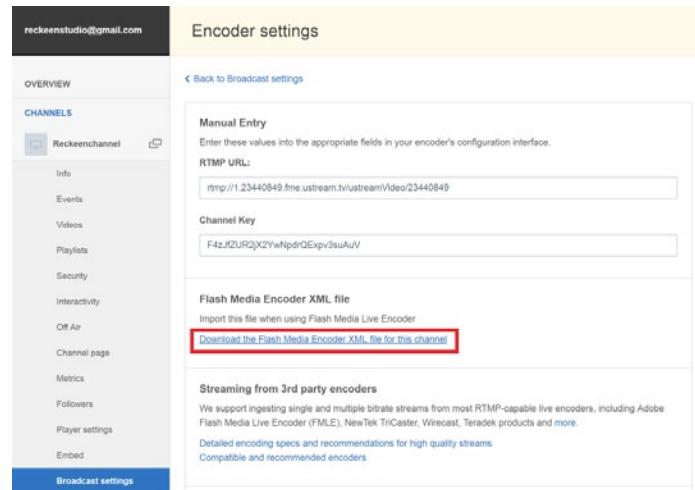 reckeenstudio@gmail.com
Encoder settings
OVERVIEW
CHANNELS
Reckeenchannel
Info
Events
Videos
Playlists
Security
Interactivity
Off Air
Channel page
Metrics
Followers
Player settings
Embed
Broadcast settings
Back to Broadcast settings
Manual Entry
Enter these values into the appropriate fields in your encoder's configuration interface.
RTMP URL:
rtmp://1.23440849.fme.ustream.tv/ustreamVideo/23440849
Channel Key
F4zJfZUR2jX2YwNpdrQExpv3suAuV
Flash Media Encoder XML file
Import this file when using Flash Media Live Encoder
Download the Flash Media Encoder XML file for this channel
Streaming from 3rd party encoders
We support ingesting single and multiple bitrate streams from most RTMP-capable live encoders, including Adobe
Flash Media Live Encoder (FMLE), NewTek TriCaster, Wirecast, Teradek products and more.
Detailed encoding specs and recommendations for high quality streams
Compatible and recommended encoders